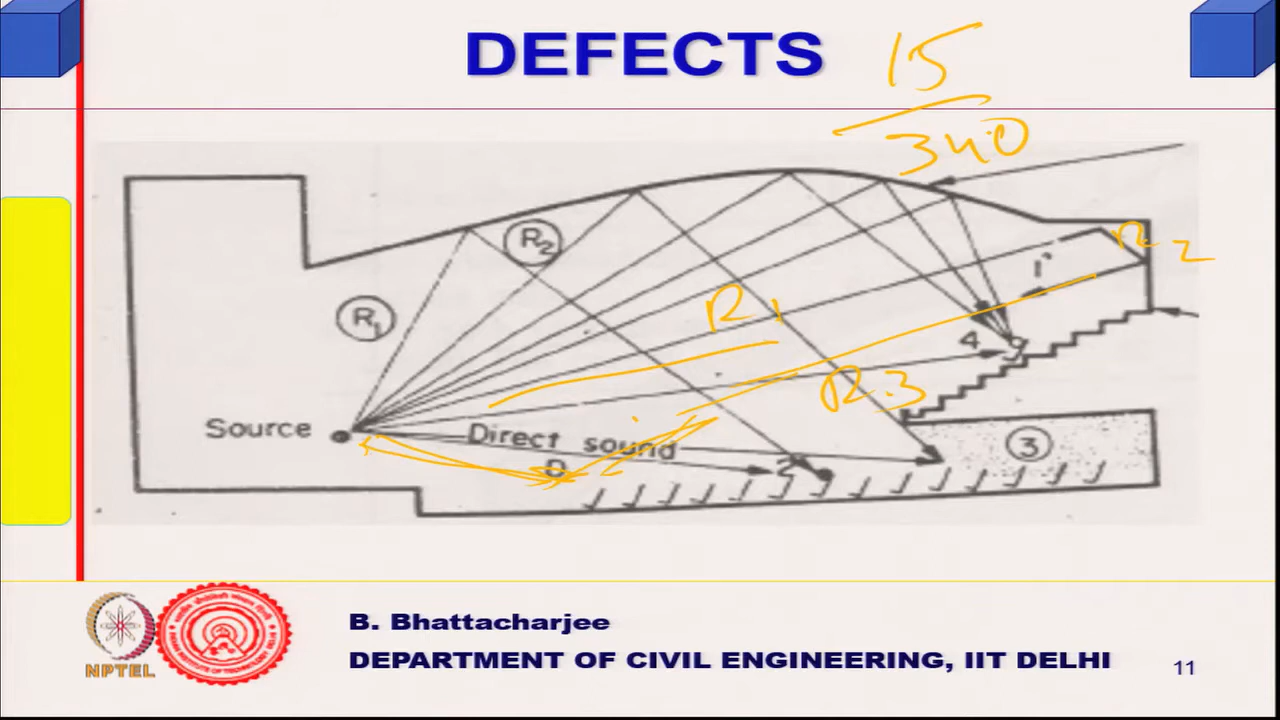 DEFECTS
15
340
R2
R1
R2
R1
1
4
R3
Source
Direct sound
D
2
3
B. Bhattacharjee
DEPARTMENT OF CIVIL ENGINEERING, IIT DELHI
NPTEL
11